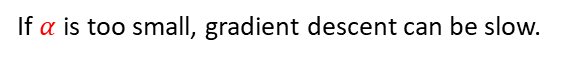 If α is too small, gradient descent can be slow.